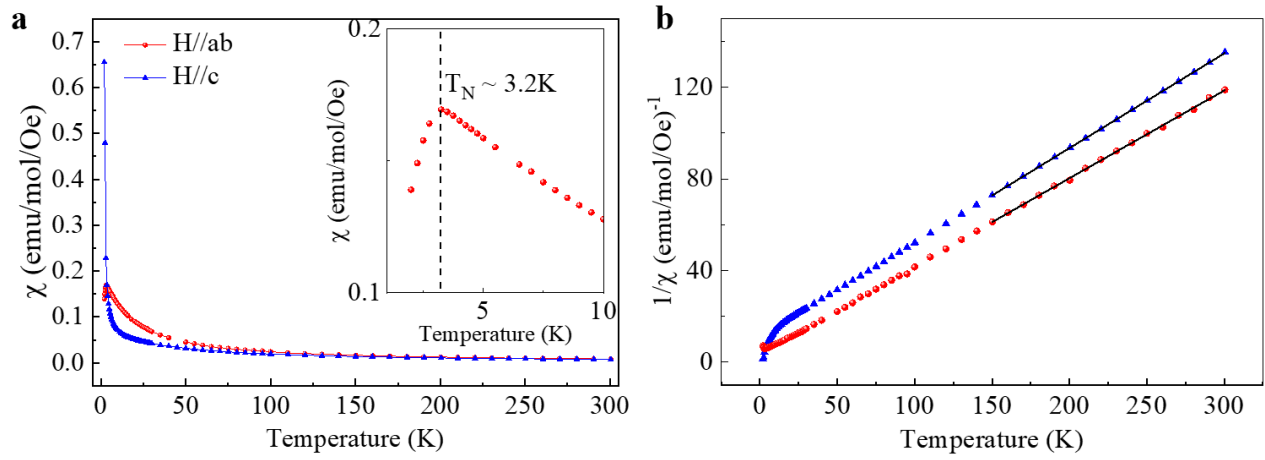 a
0.7
0.6
0.5
0.4
0.3
0.2
0.1
0.0
χ (emu/mol/Oe)
H//ab
H//c
0 50 100 150 200 250 300
Temperature (K)
0.2
0.1
χ (emu/mol/Oe)
T_N ~ 3.2K
5 10
Temperature (K)
b
120
80
40
0
1/χ (emu/mol/Oe)^-1
0 50 100 150 200 250 300
Temperature (K)